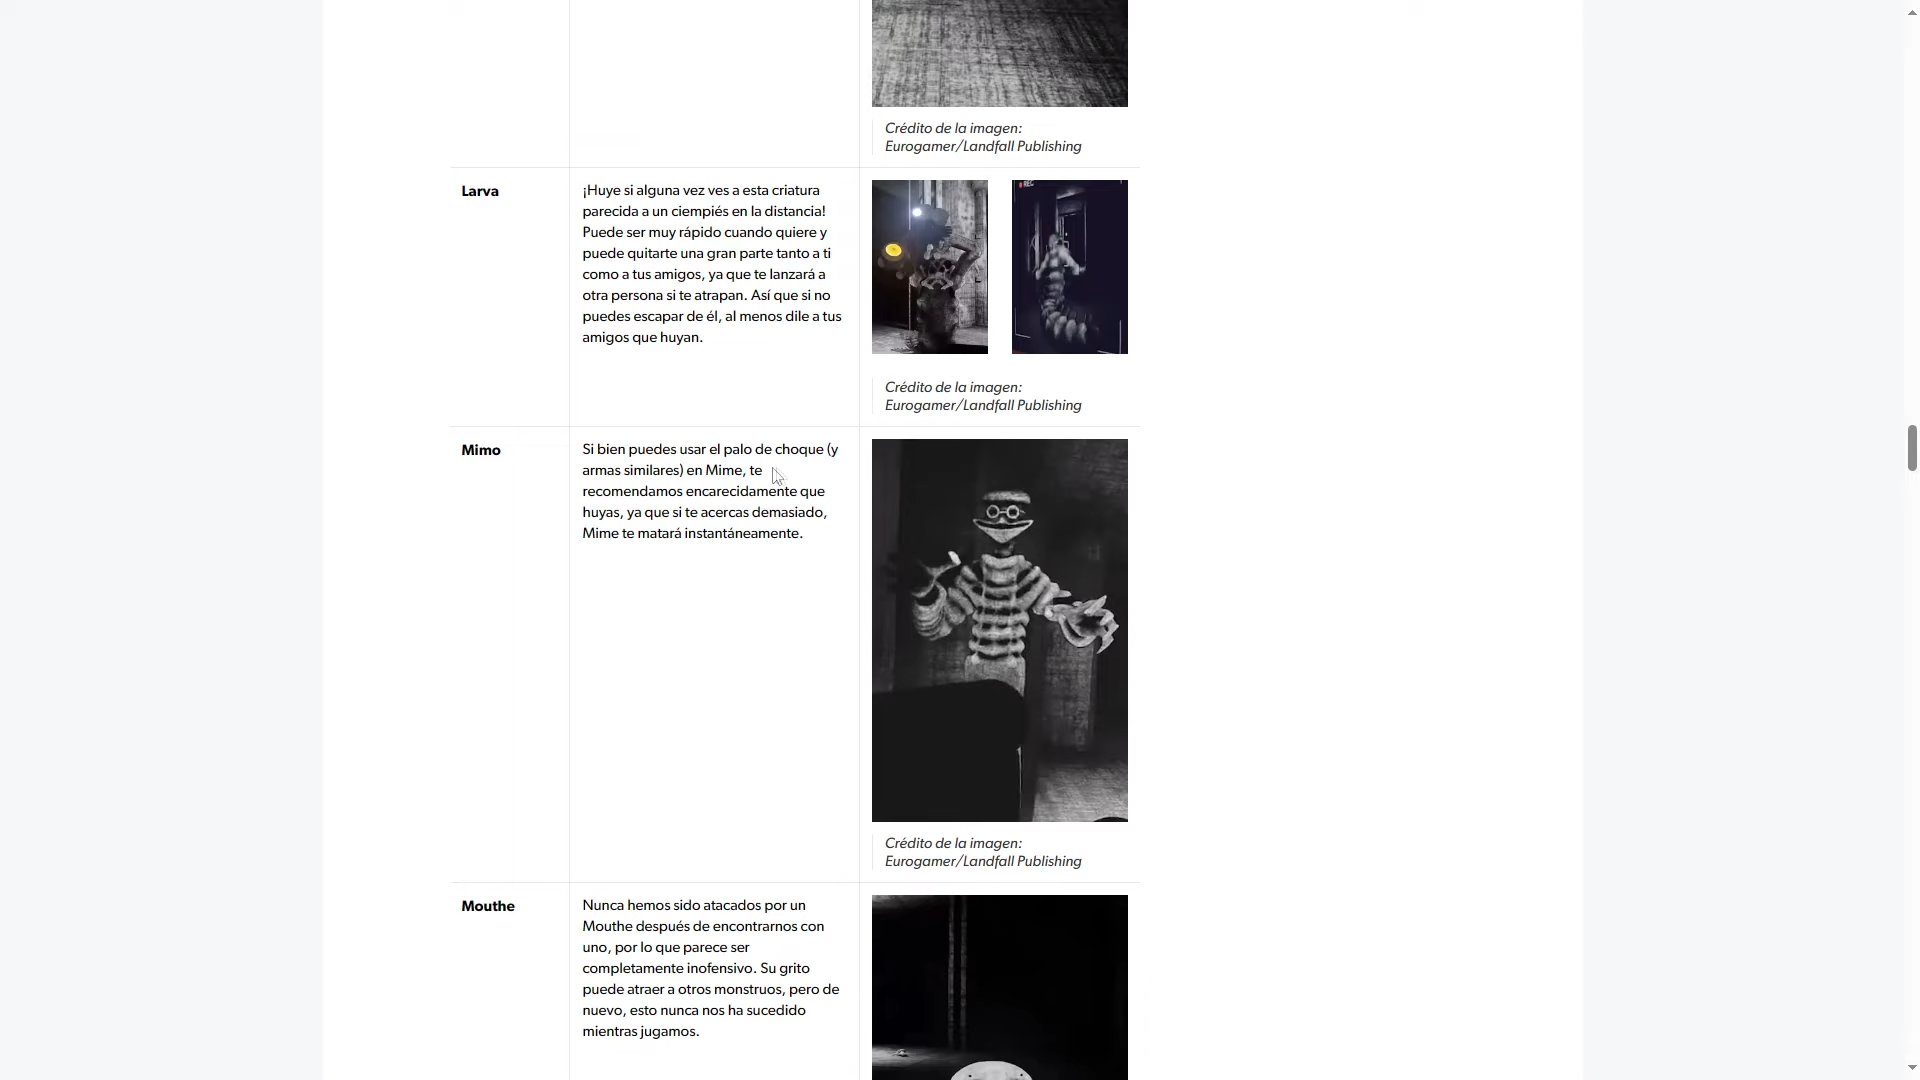 Crédito de la imagen:
Eurogamer/Landfall Publishing
Larva
¡Huye si alguna vez ves a esta criatura
parecida a un ciempiés en la distancia!
Puede ser muy rápido cuando quiere y
puede quitarte una gran parte tanto a ti
como a tus amigos, ya que te lanzará a
otra persona si te atrapan. Así que si no
puedes escapar de él, al menos dile a tus
amigos que huyan.
REC
Crédito de la imagen:
Eurogamer/Landfall Publishing
Mimo
Si bien puedes usar el palo de choque (y
armas similares) en Mime, te
recomendamos encarecidamente que
huyas, ya que si te acercas demasiado,
Mime te matará instantáneamente.
Crédito de la imagen:
Eurogamer/Landfall Publishing
Mouthe
Nunca hemos sido atacados por un
Mouthe después de encontrarnos con
uno, por lo que parece ser
completamente inofensivo. Su grito
puede atraer a otros monstruos, pero de
nuevo, esto nunca nos ha sucedido
mientras jugamos.